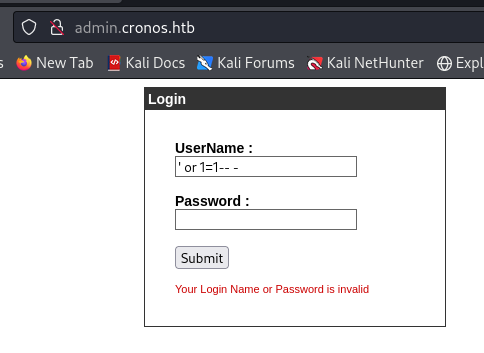 admin.cronos.htb
s New Tab Kali Docs Kali Forums Kali NetHunter Expl
Login
UserName :
' or 1=1-- -
Password :
Submit
Your Login Name or Password is invalid